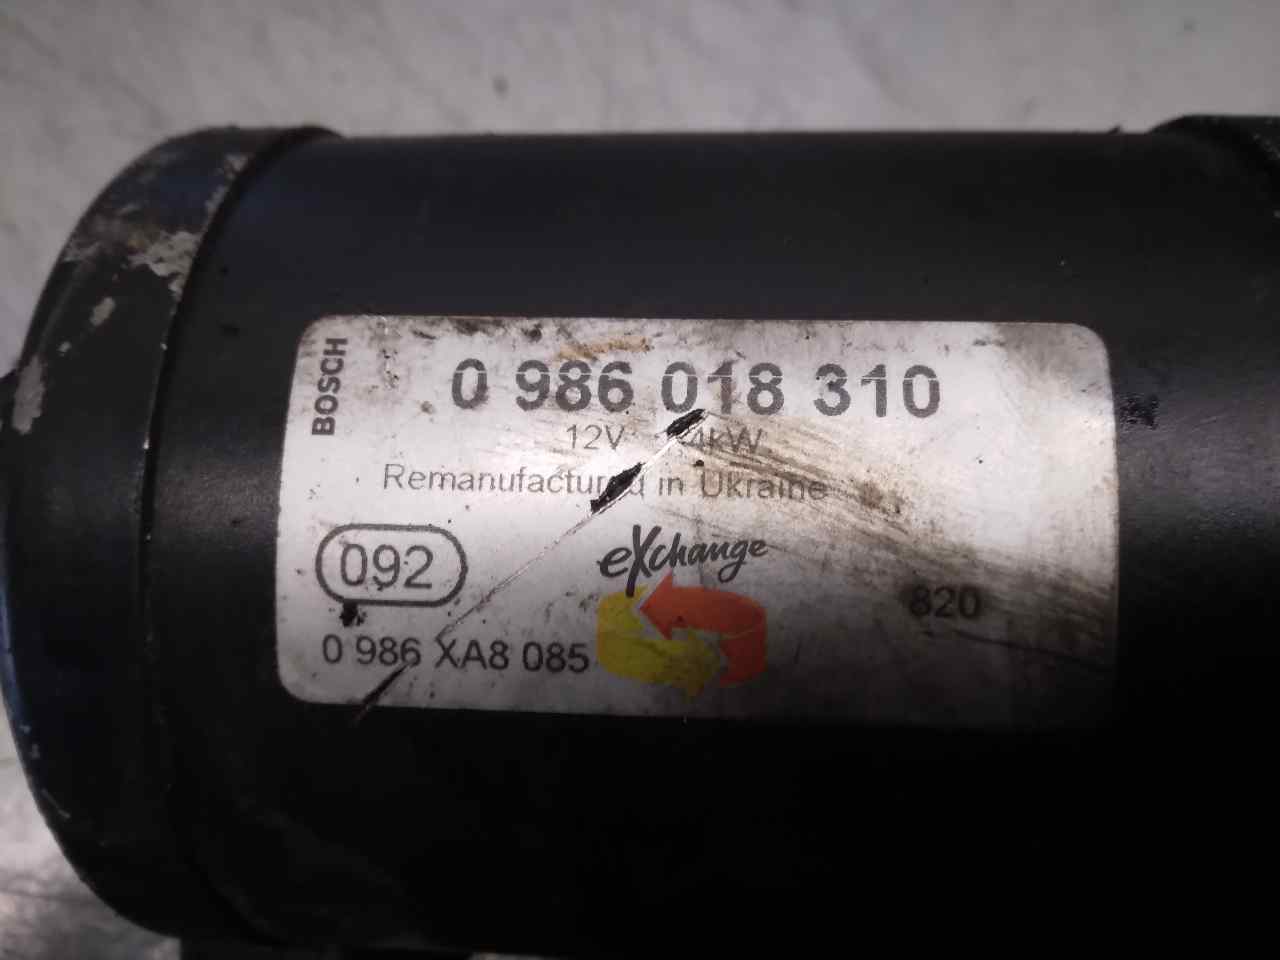 BOSCH
0 986 018 310
12V
Remanufactured in Ukraine
092
eXchange
820
0 986 XA8 085